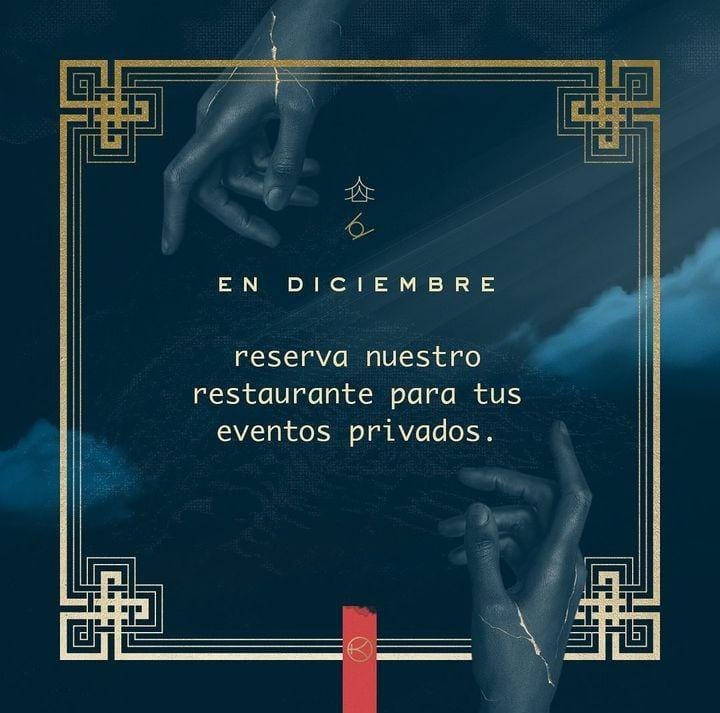 EN DICIEMBRE
reserva nuestro
restaurante para tus
eventos privados.